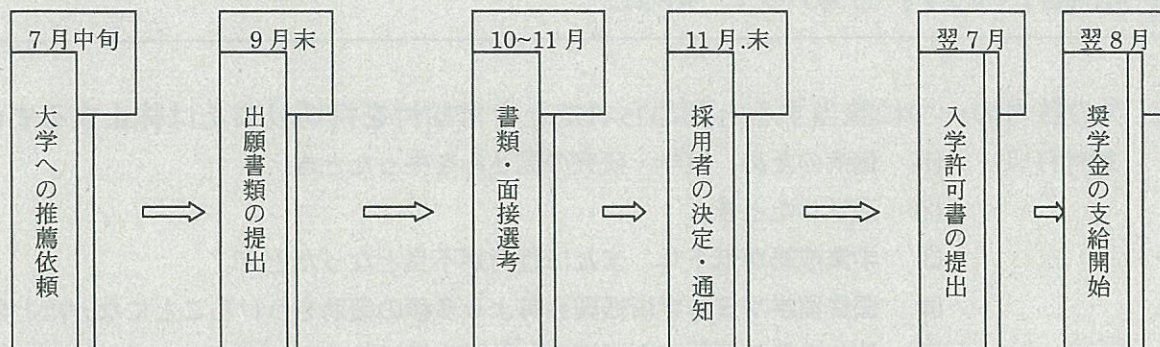 7月中旬
大学への推薦依頼
9月末
出願書類の提出
10~11月
書類・面接選考
11月.末
採用者の決定・通知
翌7月
入学許可書の提出
翌8月
奨学金の支給開始